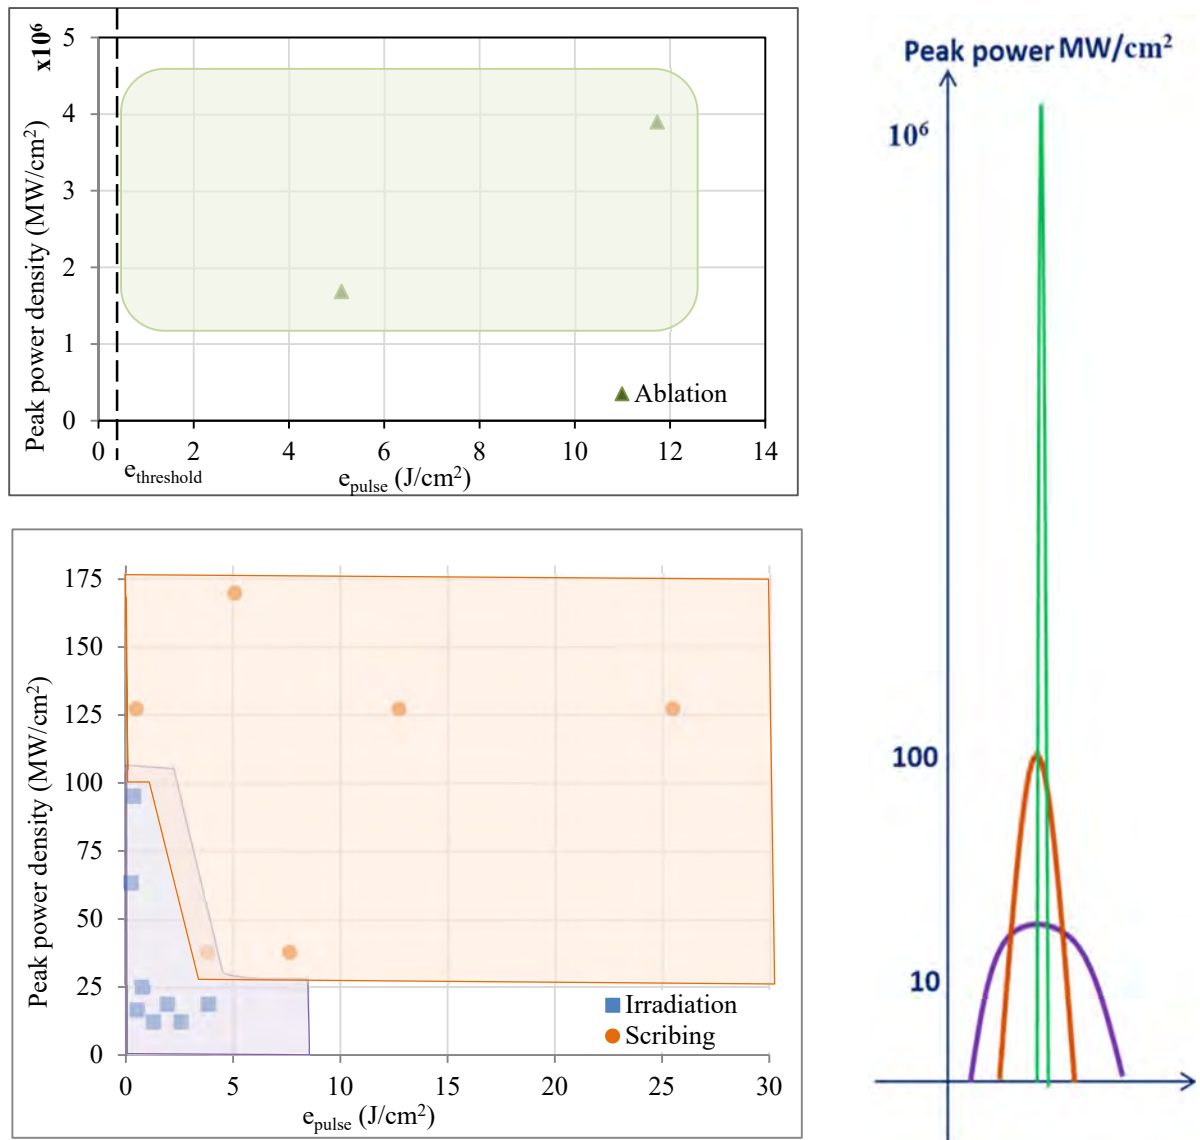 x10⁶
Peak power density (MW/cm²)
5
4
3
2
1
0
0 2 4 6 8 10 12 14
e_threshold
e_pulse (J/cm²)
Ablation
Peak power density (MW/cm²)
175
150
125
100
75
50
25
0
0 5 10 15 20 25 30
e_pulse (J/cm²)
Irradiation
Scribing
Peak power MW/cm²
10⁶
100
10